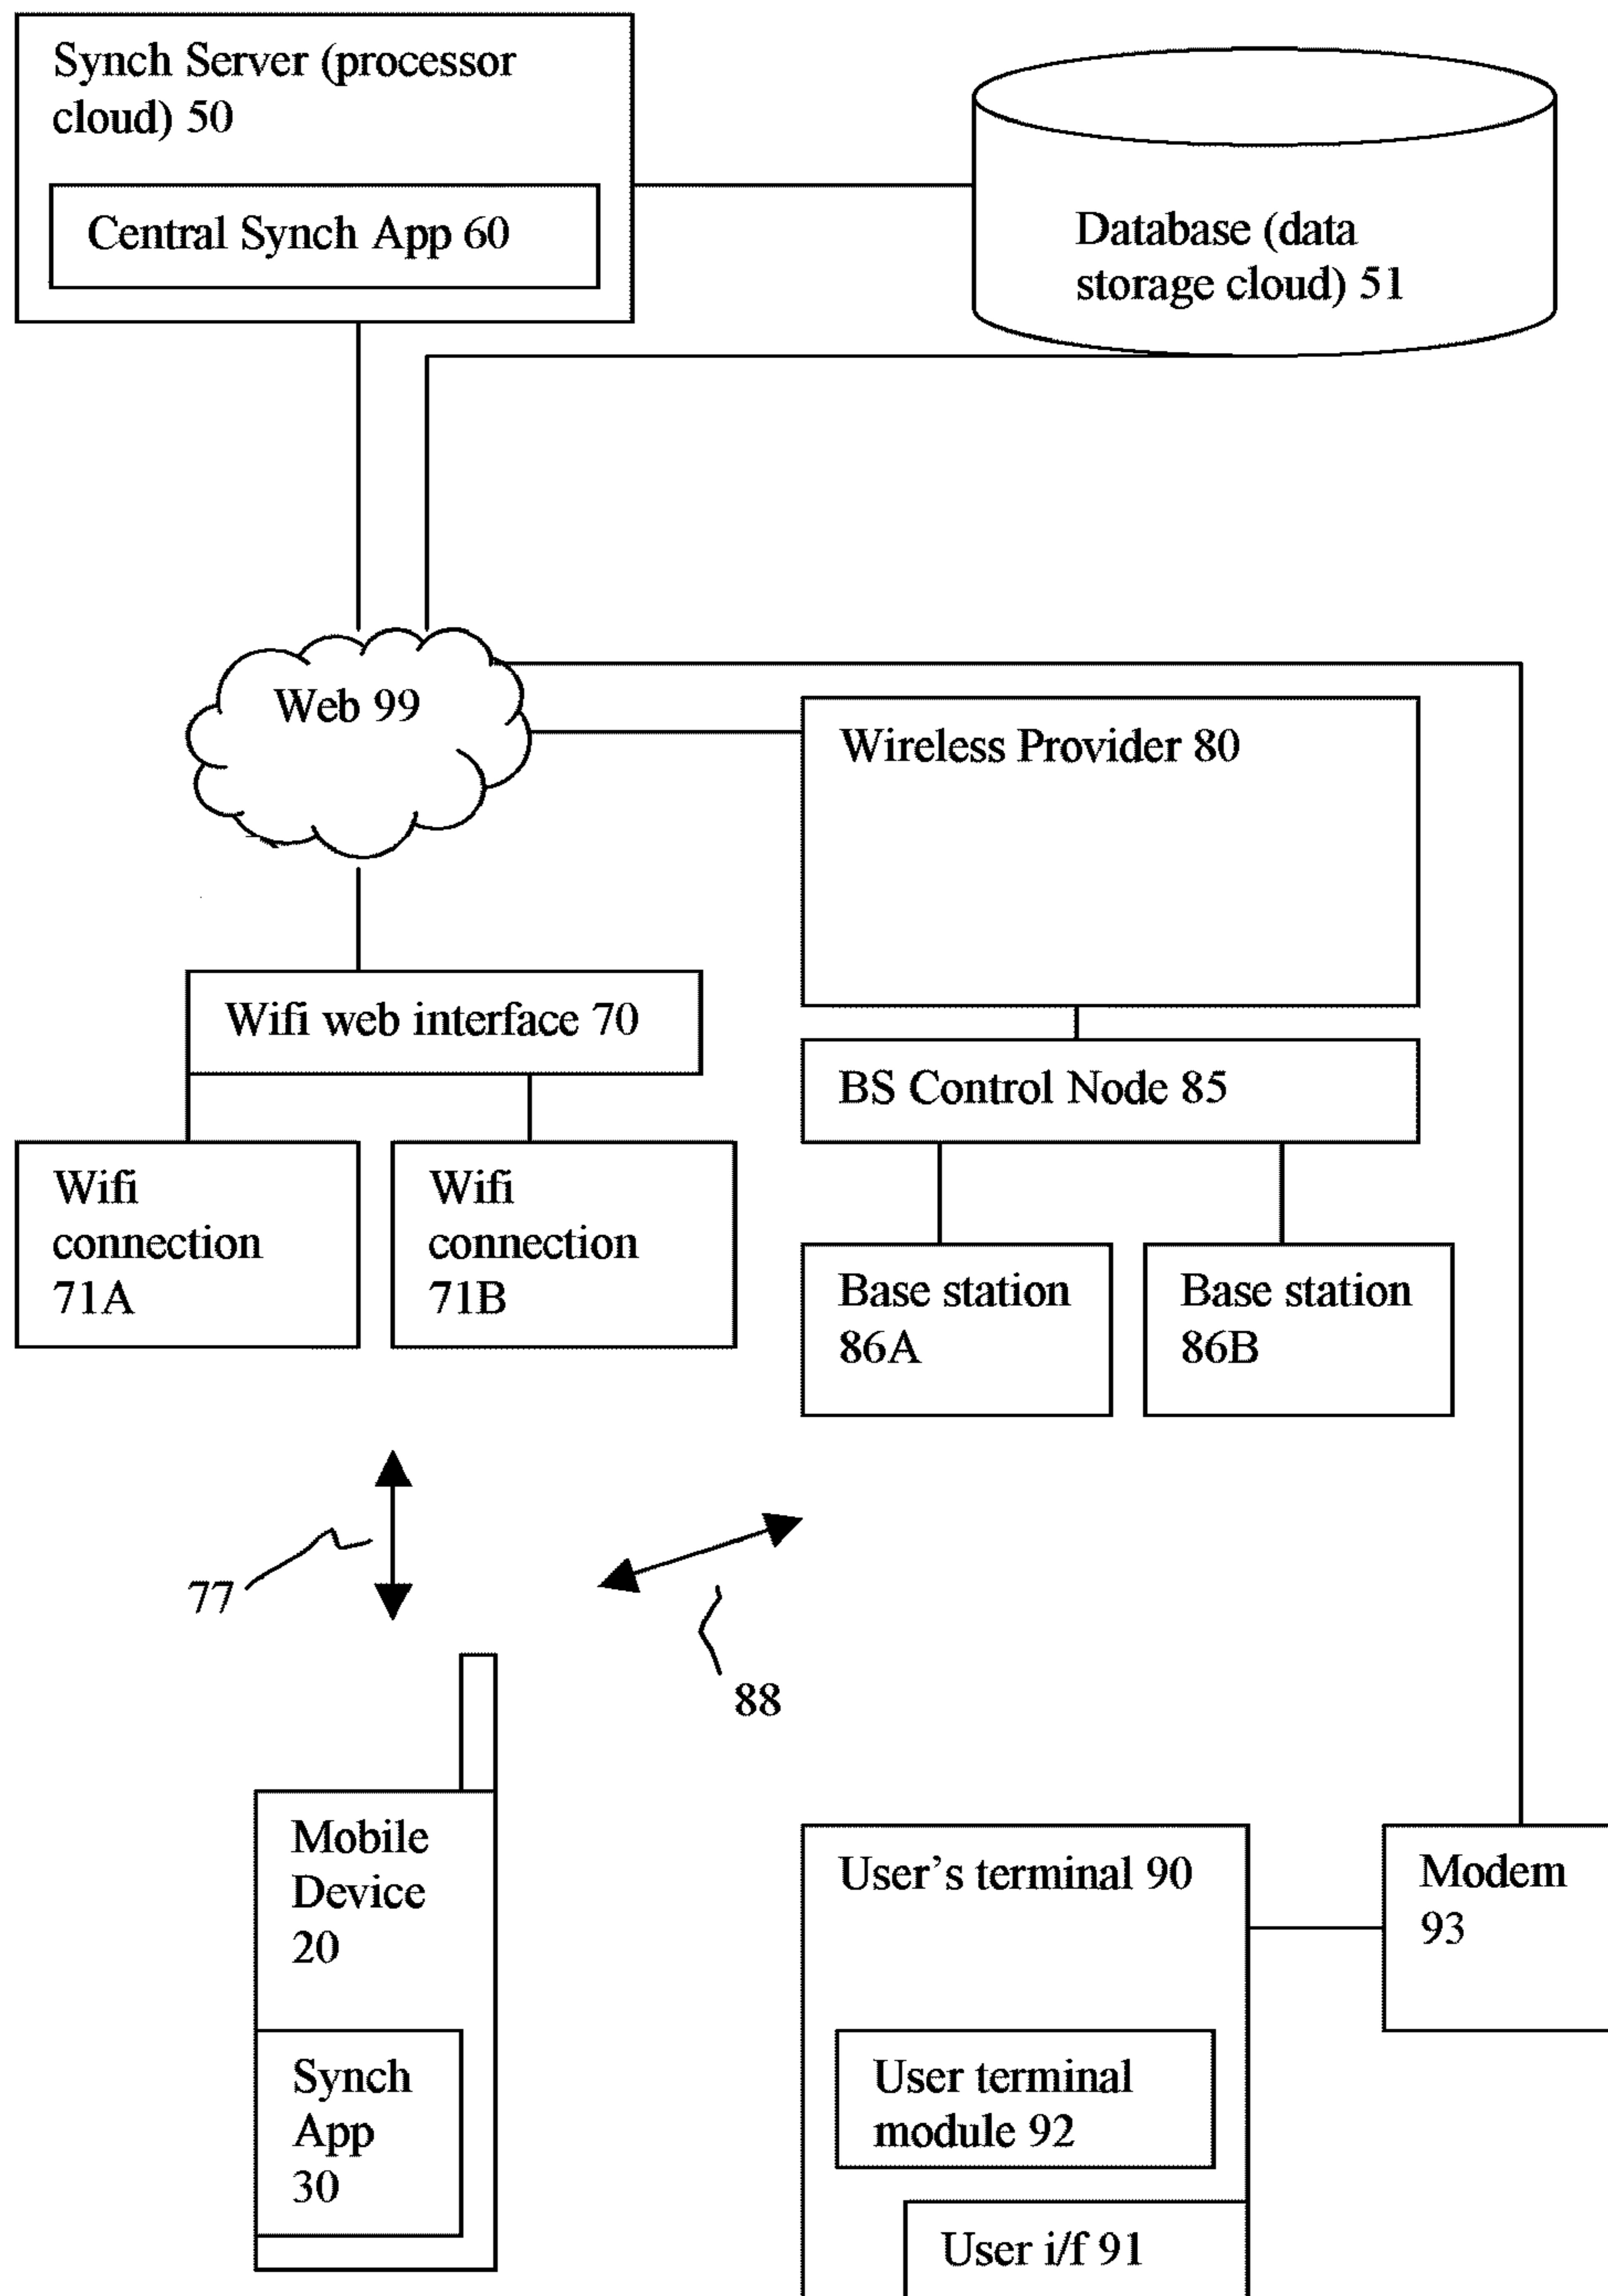 Synch Server (processor
cloud) 50
Central Synch App 60
Database (data
storage cloud) 51
Web 99
Wireless Provider 80
Wifi web interface 70
BS Control Node 85
Wifi
connection
71A
Wifi
connection
71B
Base station
86A
Base station
86B
77
88
Mobile
Device
20
Synch
App
30
User’s terminal 90
User terminal
module 92
User i/f 91
Modem
93